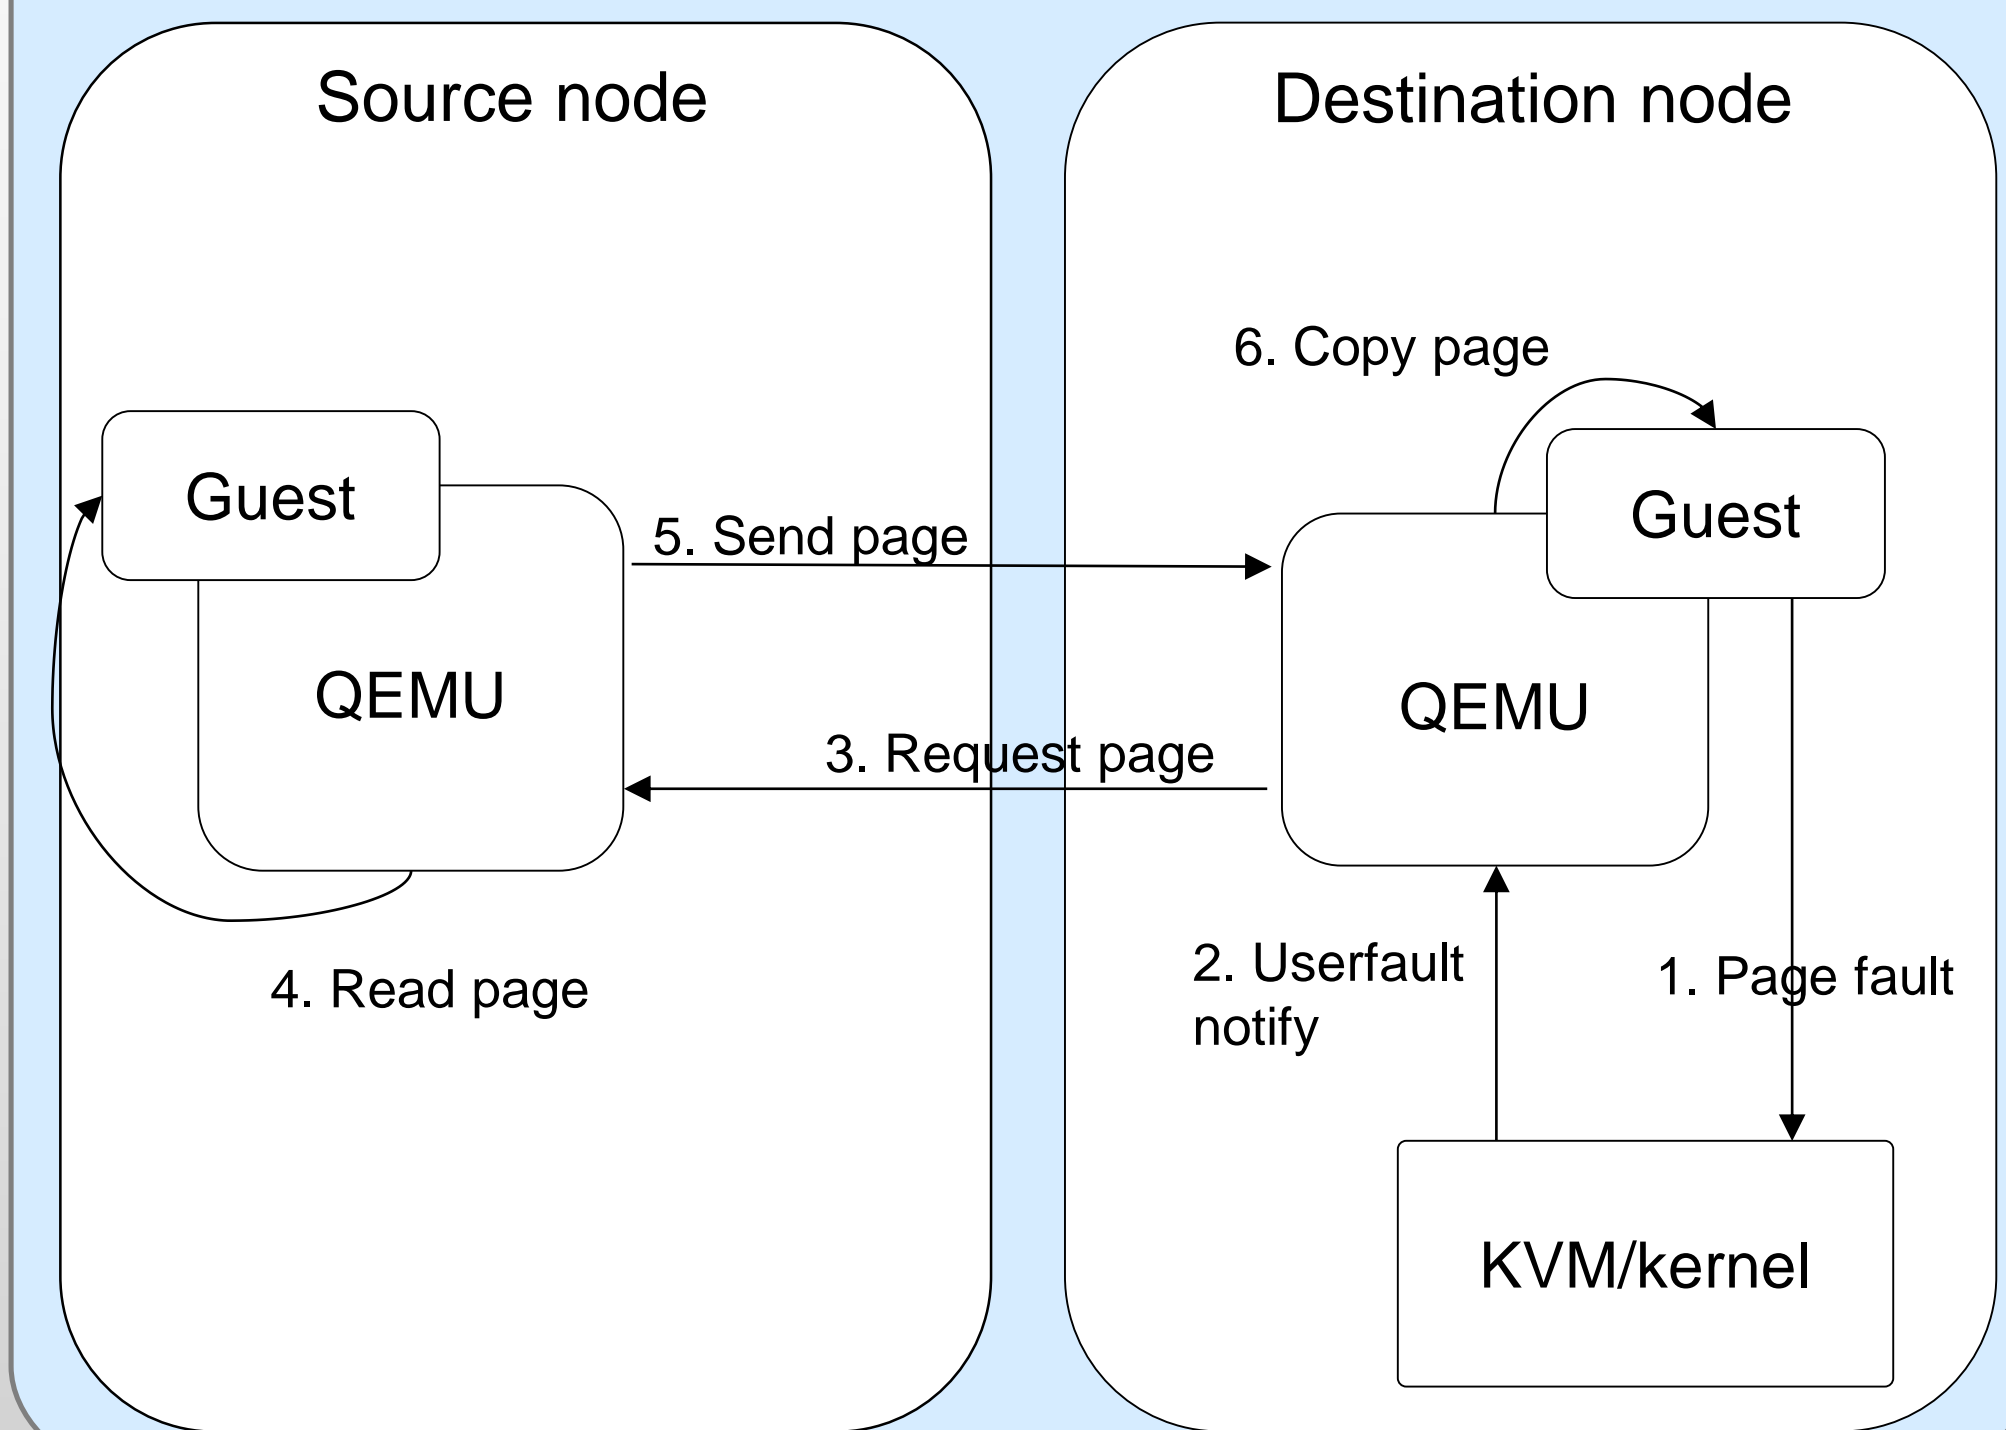 Source node
Destination node
6. Copy page
Guest
Guest
5. Send page
QEMU
QEMU
3. Request page
2. Userfault
notify
1. Page fault
4. Read page
KVM/kernel